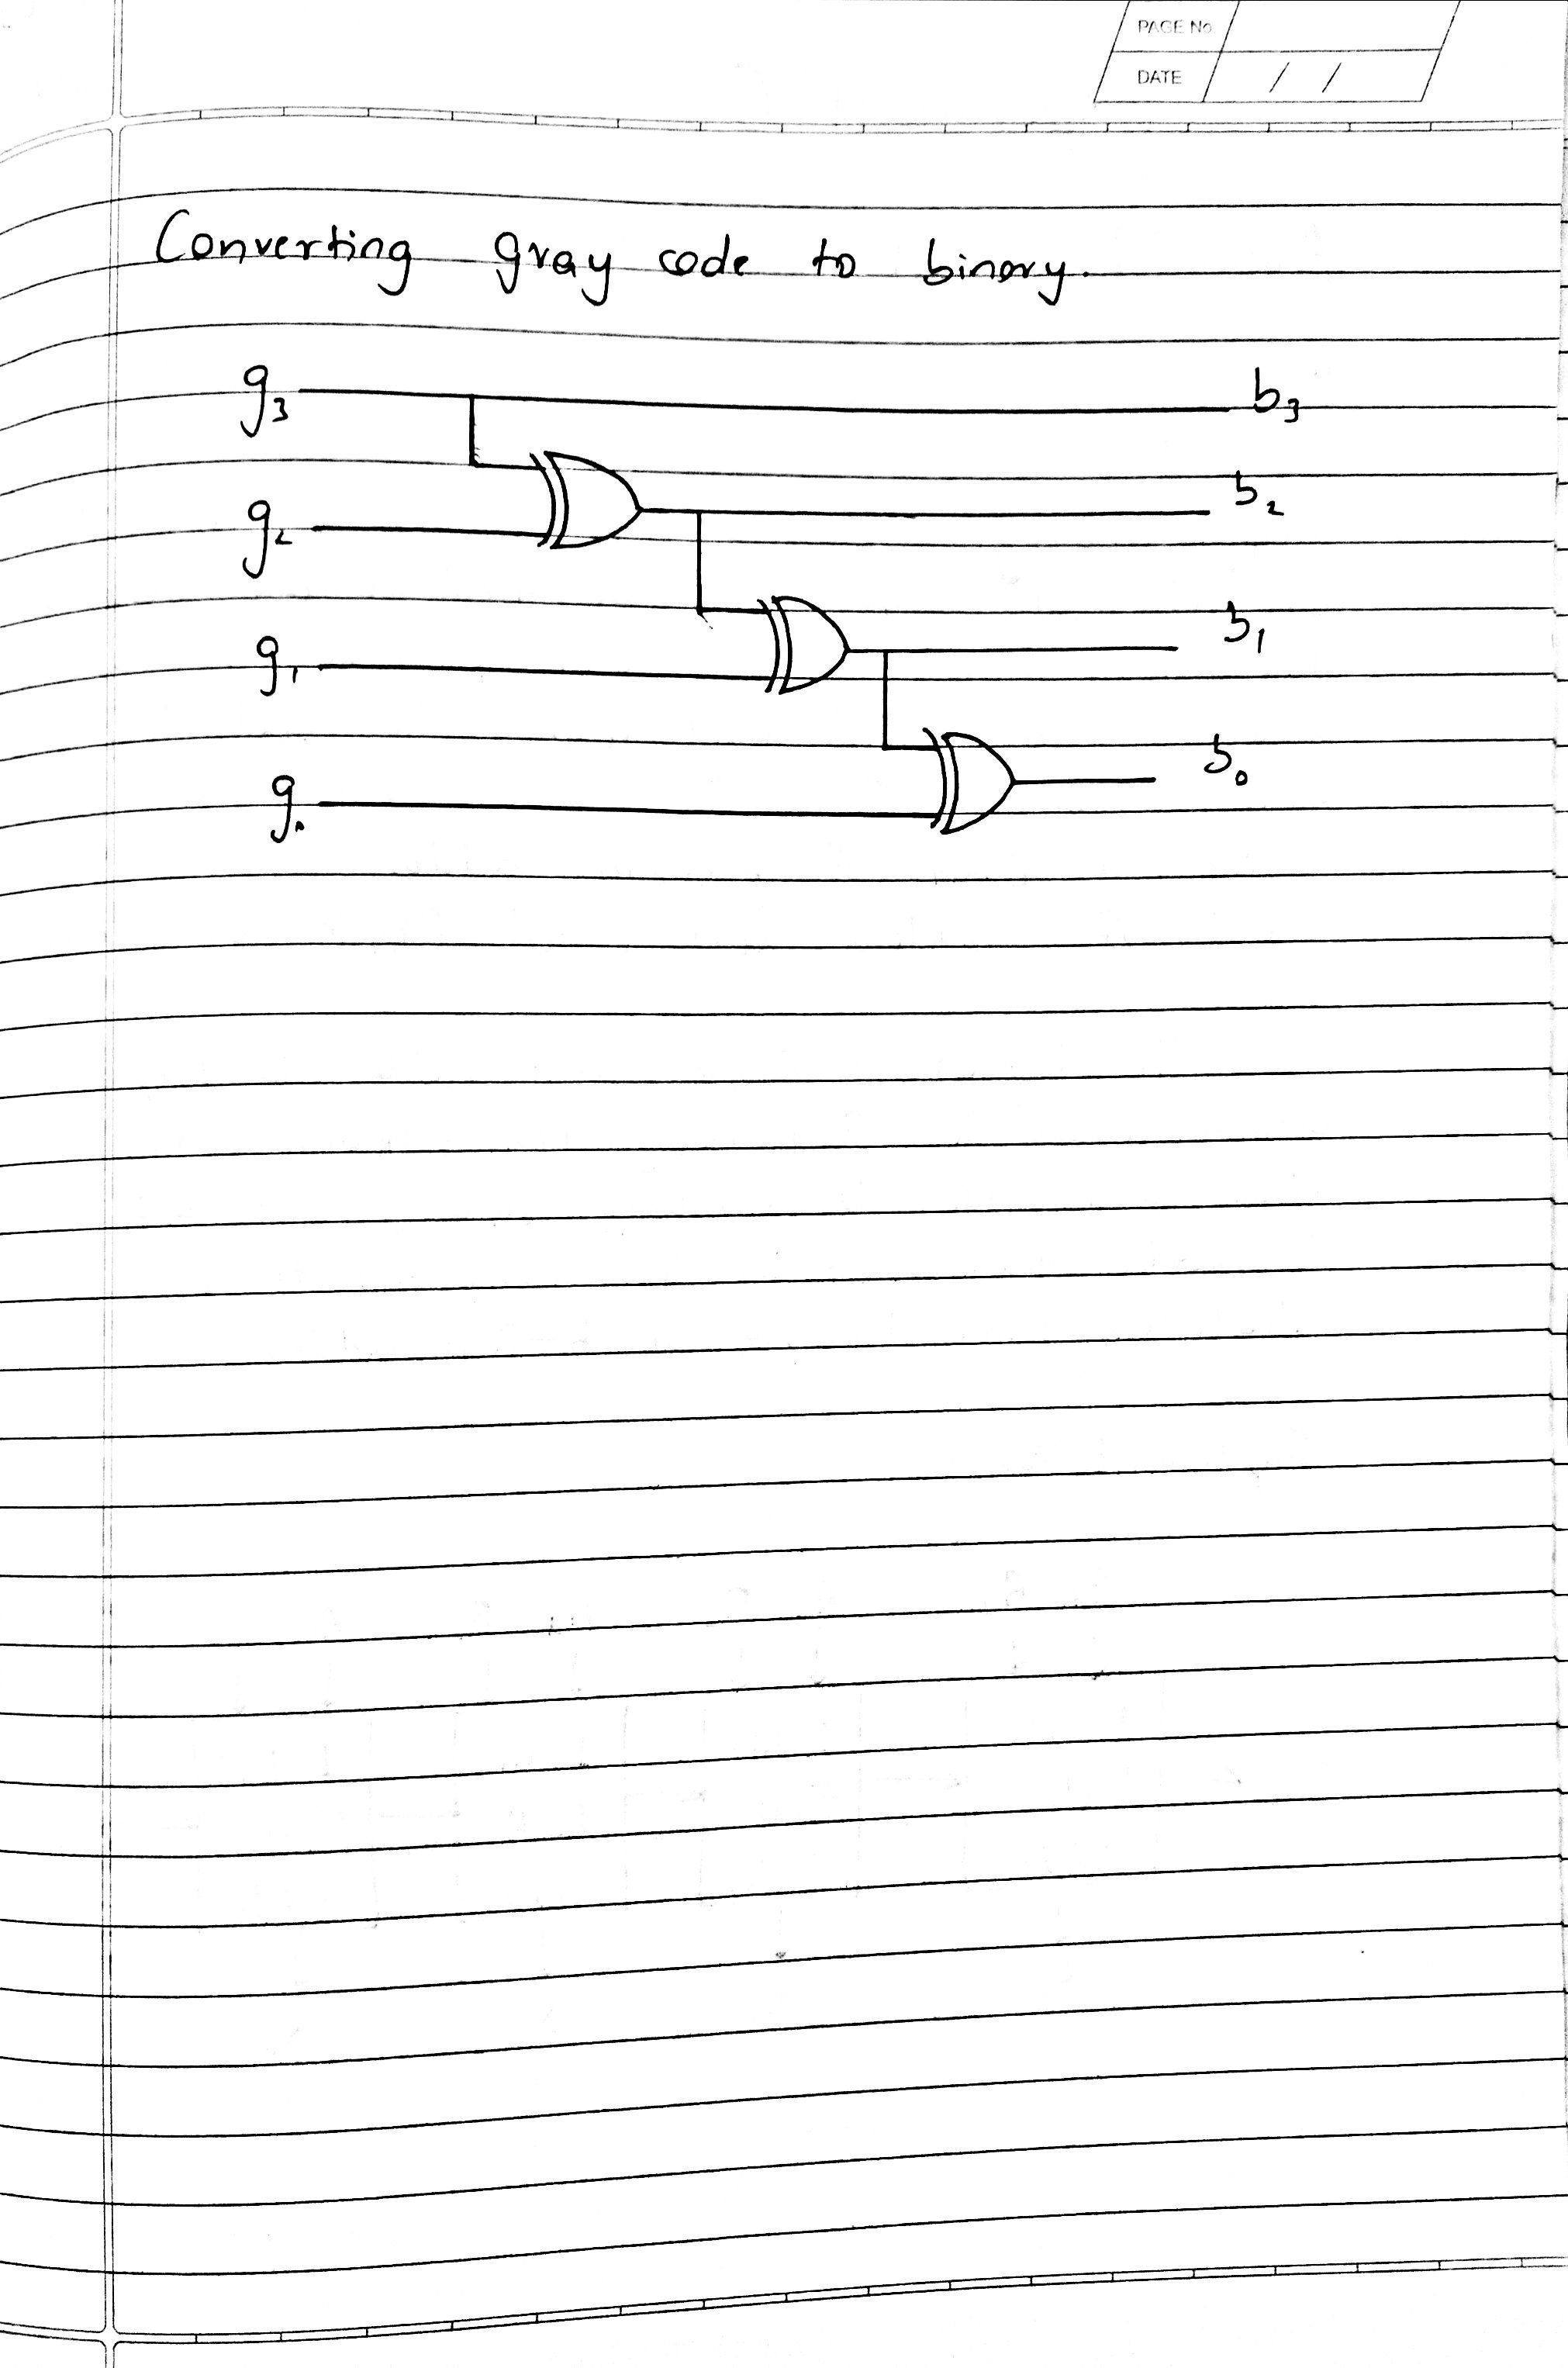 PAGE No.
DATE / /
Converting gray code to binary.
g₃ b₃
g₂ b₂
g₁ b₁
g₀ b₀